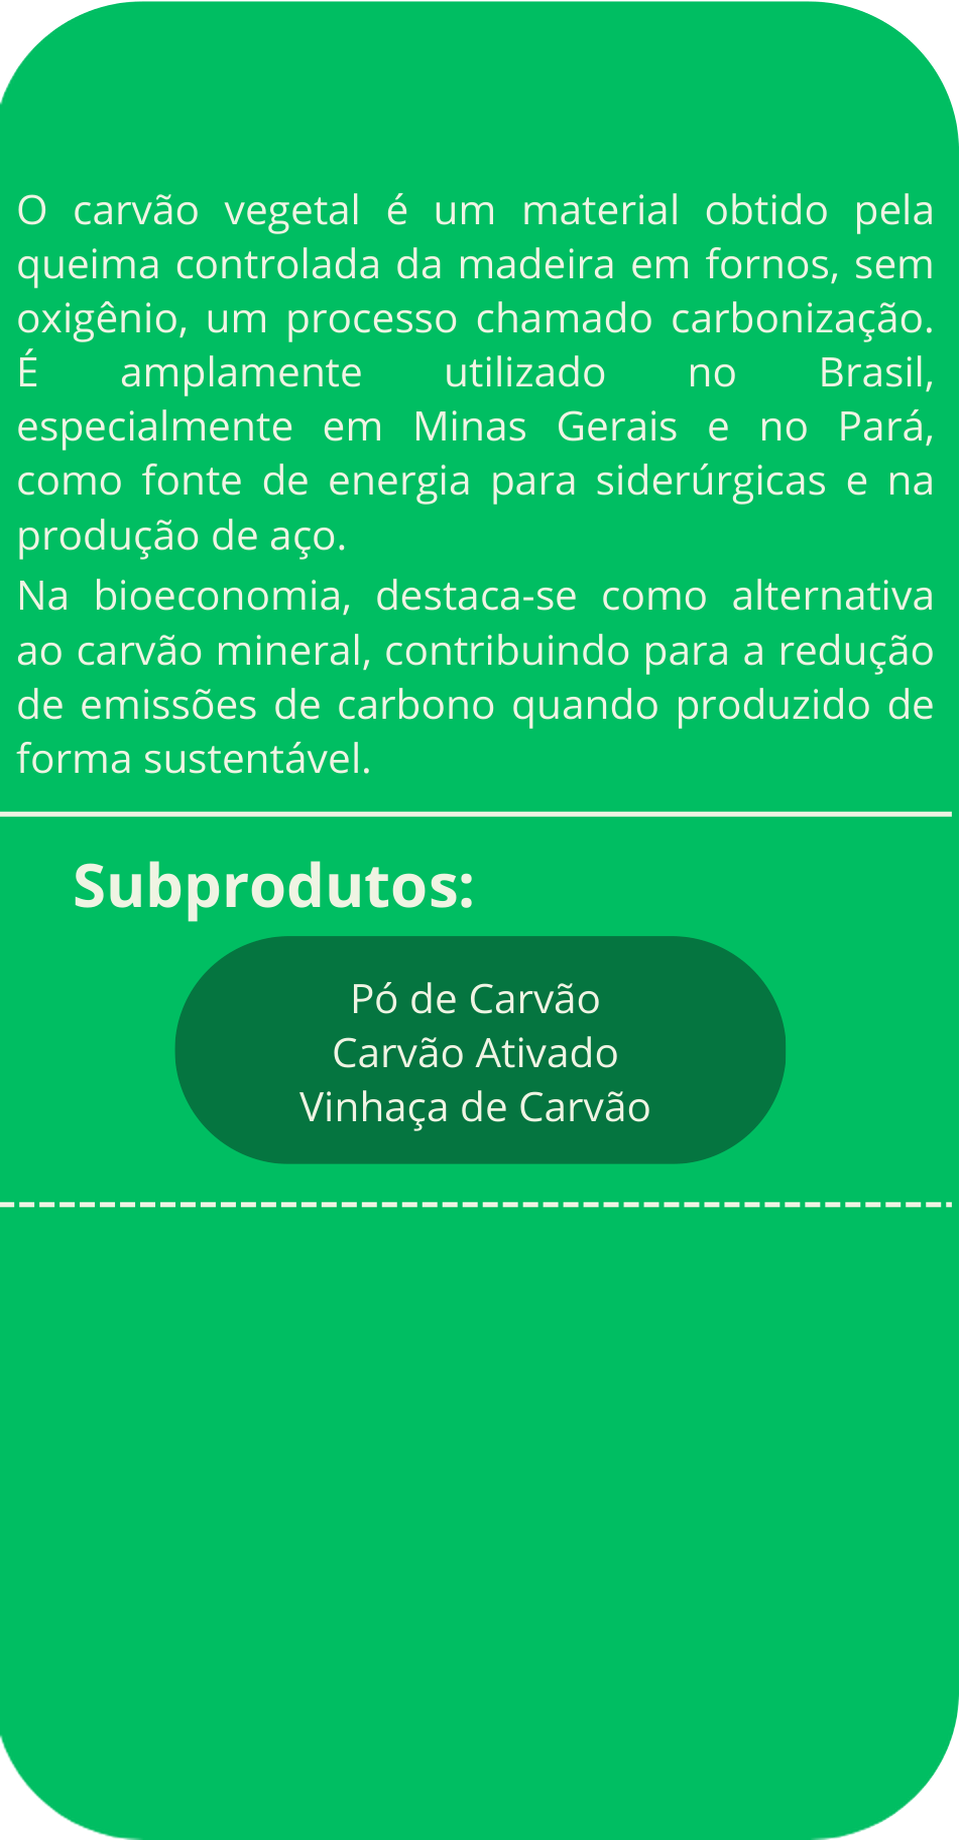 O carvão vegetal é um material obtido pela
queima controlada da madeira em fornos, sem
oxigênio, um processo chamado carbonização.
É amplamente utilizado no Brasil,
especialmente em Minas Gerais e no Pará,
como fonte de energia para siderúrgicas e na
produção de aço.
Na bioeconomia, destaca-se como alternativa
ao carvão mineral, contribuindo para a redução
de emissões de carbono quando produzido de
forma sustentável.
Subprodutos:
Pó de Carvão
Carvão Ativado
Vinhaça de Carvão